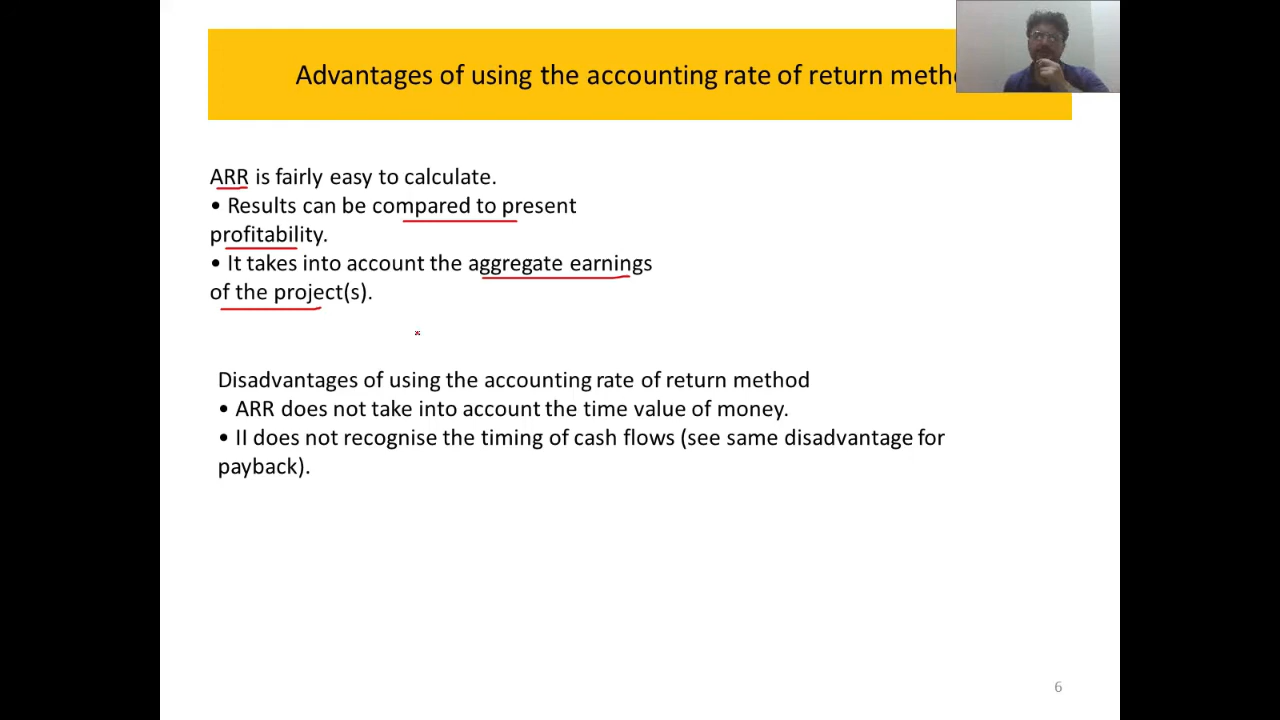 Advantages of using the accounting rate of return
ARR is fairly easy to calculate.
• Results can be compared to present
profitability.
• It takes into account the aggregate earnings
of the project(s).
Disadvantages of using the accounting rate of return method
• ARR does not take into account the time value of money.
• II does not recognise the timing of cash flows (see same disadvantage for
payback).
6